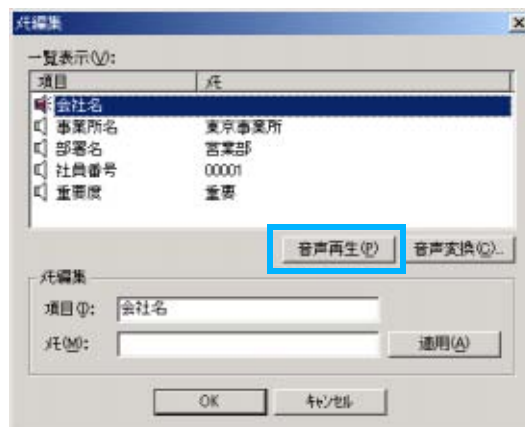 ﾒﾓ編集
一覧表示(V):
項目 ﾒﾓ
会社名
事業所名 東京事業所
部署名 営業部
社員番号 00001
重要度 重要
音声再生(P) 音声変換(C)...
ﾒﾓ編集
項目(I): 会社名
ﾒﾓ(M): 適用(A)
OK ｷｬﾝｾﾙ